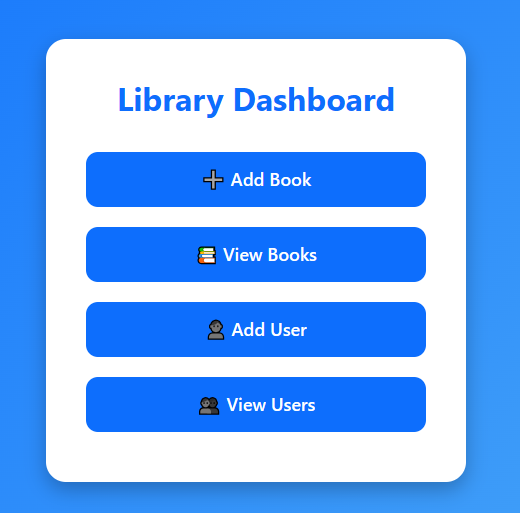 Library Dashboard
➕ Add Book
📚 View Books
👤 Add User
👥 View Users